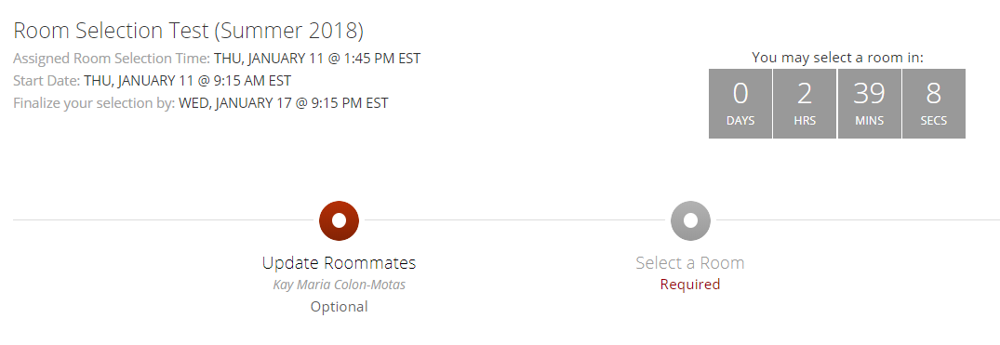 Room Selection Test (Summer 2018)
Assigned Room Selection Time: THU, JANUARY 11 @ 1:45 PM EST
Start Date: THU, JANUARY 11 @ 9:15 AM EST
Finalize your selection by: WED, JANUARY 17 @ 9:15 PM EST
You may select a room in:
0 2 39 8
DAYS HRS MINS SECS
Update Roommates
Kay Maria Colon-Motas
Optional
Select a Room
Required